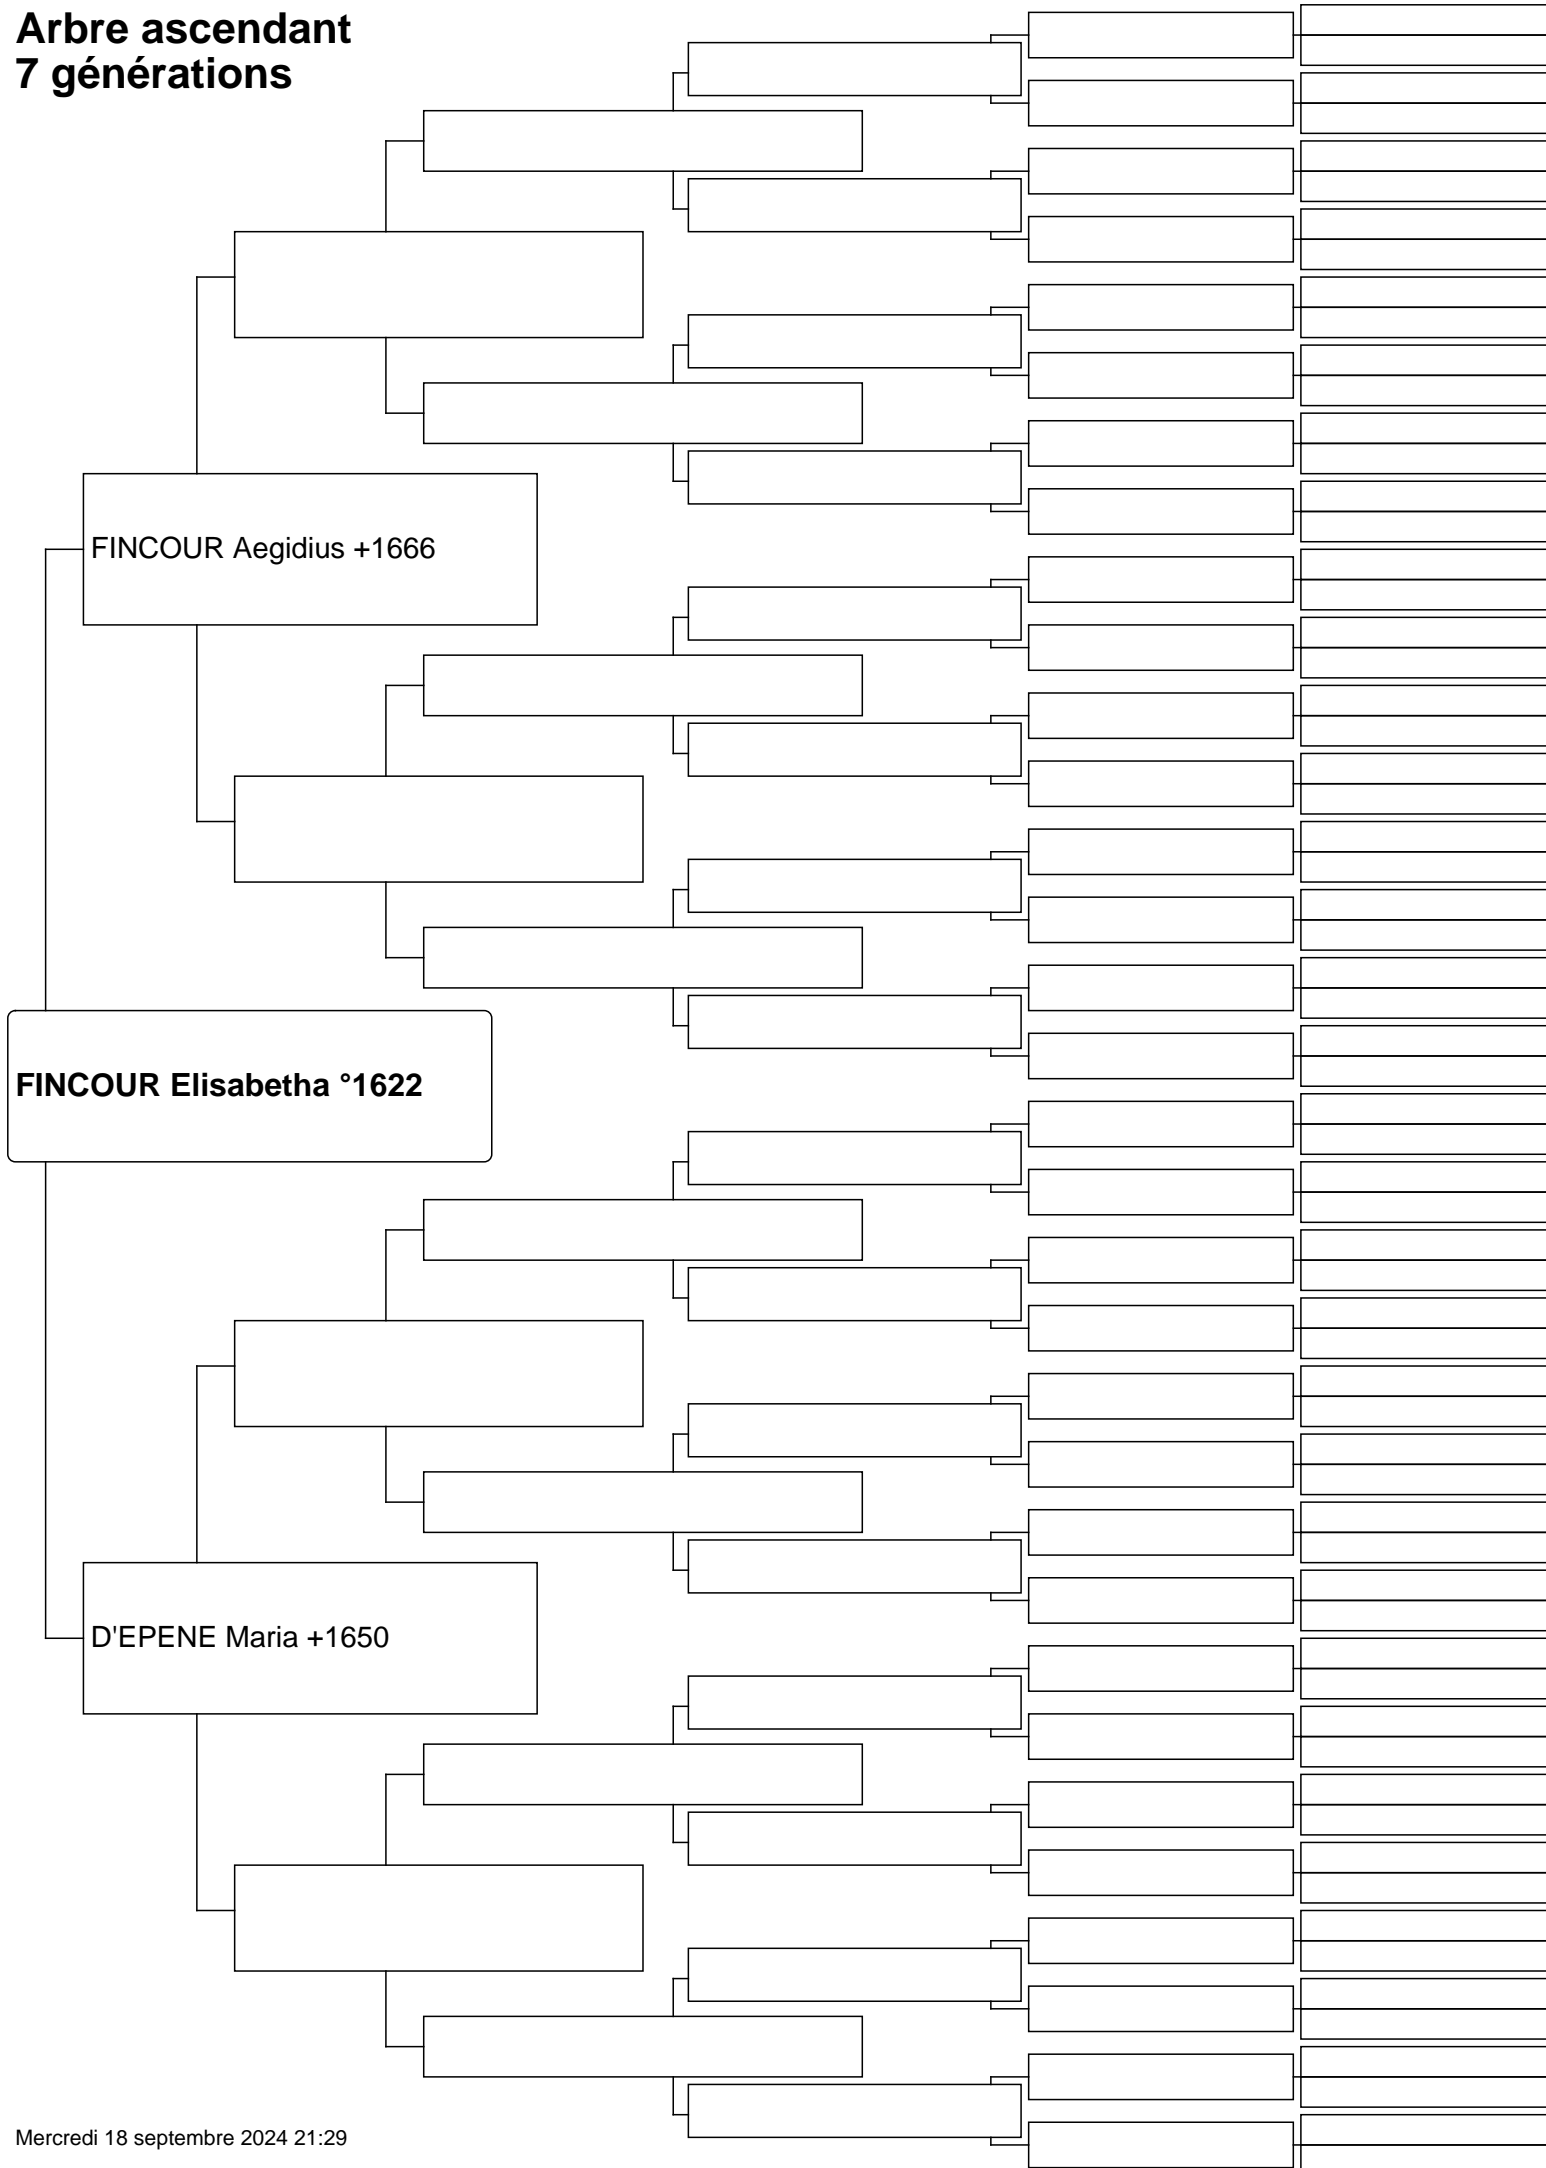 Arbre ascendant
7 générations
FINCOUR Aegidius +1666
FINCOUR Elisabetha °1622
D'EPENE Maria +1650
Mercredi 18 septembre 2024 21:29